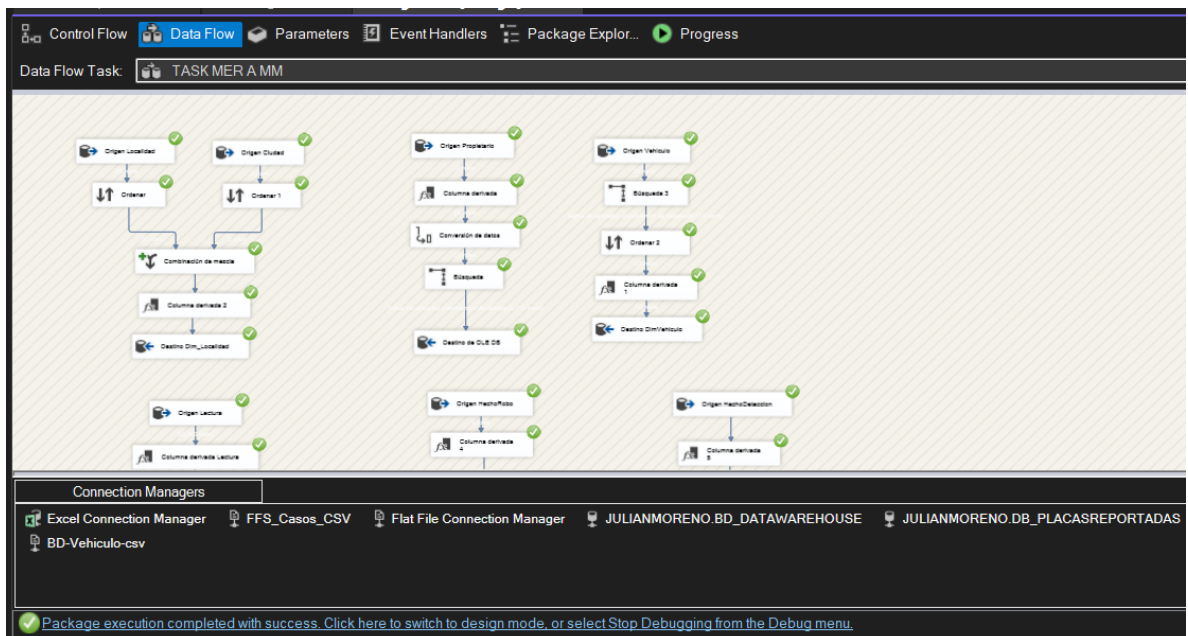 Control Flow Data Flow Parameters Event Handlers Package Explor... Progress
Data Flow Task: TASK MER A MM
Origen Localidad Origen Ciudad Origen Propietario Origen Vehiculo
Ordenar Ordenar 1 Columna derivada Búsqueda 3
Combinación de mezcla Conversión de datos Ordenar 2
Columna derivada 2 Búsqueda Columna derivada
1
Destino Dim_Localidad Destino de OLE DB Destino DimVehiculo
Origen Lectura Origen HechoRobo Origen HechoDeteccion
Columna derivada Lectura Columna derivada
4
Columna derivada
Connection Managers
Excel Connection Manager FFS_Casos_CSV Flat File Connection Manager JULIANMORENO.BD_DATAWAREHOUSE JULIANMORENO.DB_PLACASREPORTADAS
BD-Vehiculo-csv
Package execution completed with success. Click here to switch to design mode, or select Stop Debugging from the Debug menu.